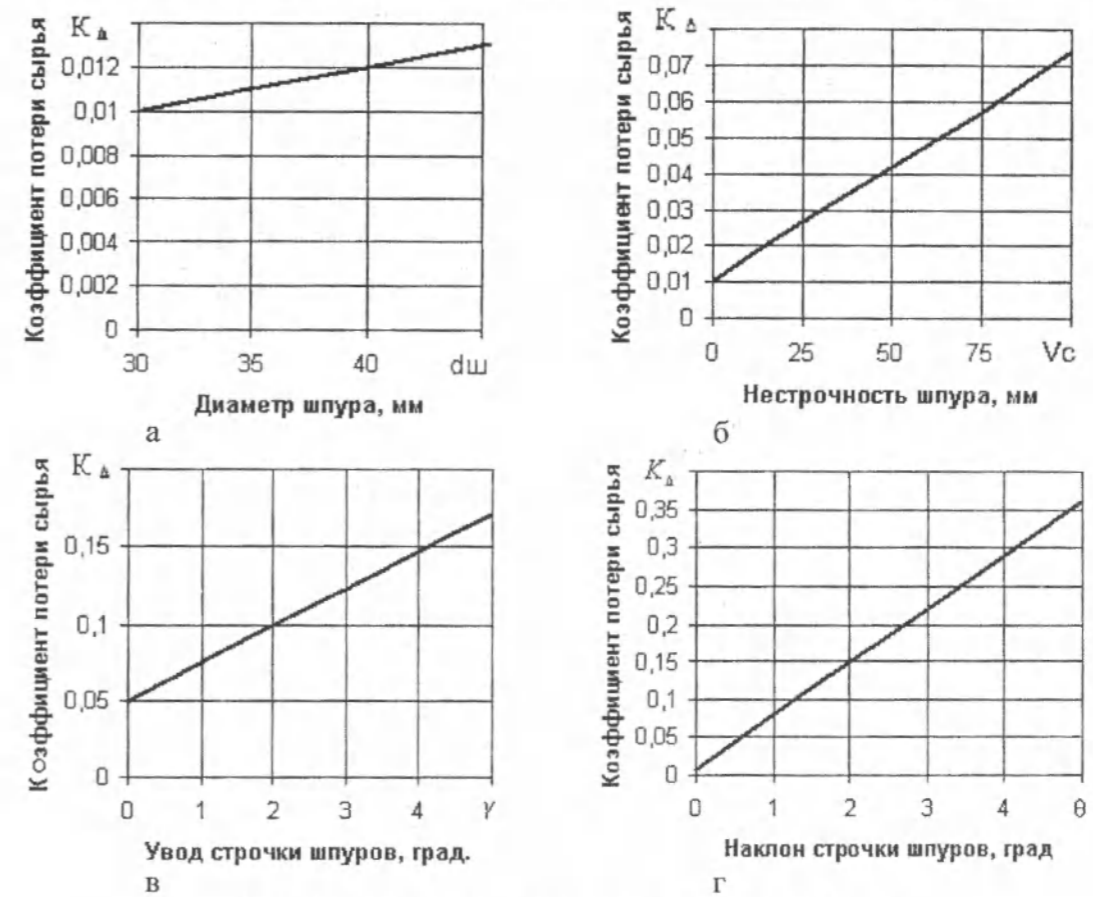 Коэффициент потери сырья
K Δ
0,012
0,01
0,008
0,006
0,004
0,002
0
30 35 40 dш
Диаметр шпура, мм
а
Коэффициент потери сырья
K Δ
0,07
0,06
0,05
0,04
0,03
0,02
0,01
0
0 25 50 75 Vс
Нестрочность шпура, мм
б
Коэффициент потери сырья
K Δ
0,15
0,1
0,05
0
0 1 2 3 4 γ
Увод строчки шпуров, град.
в
Коэффициент потери сырья
K Δ
0,35
0,3
0,25
0,2
0,15
0,1
0,05
0
0 1 2 3 4 θ
Наклон строчки шпуров, град
г